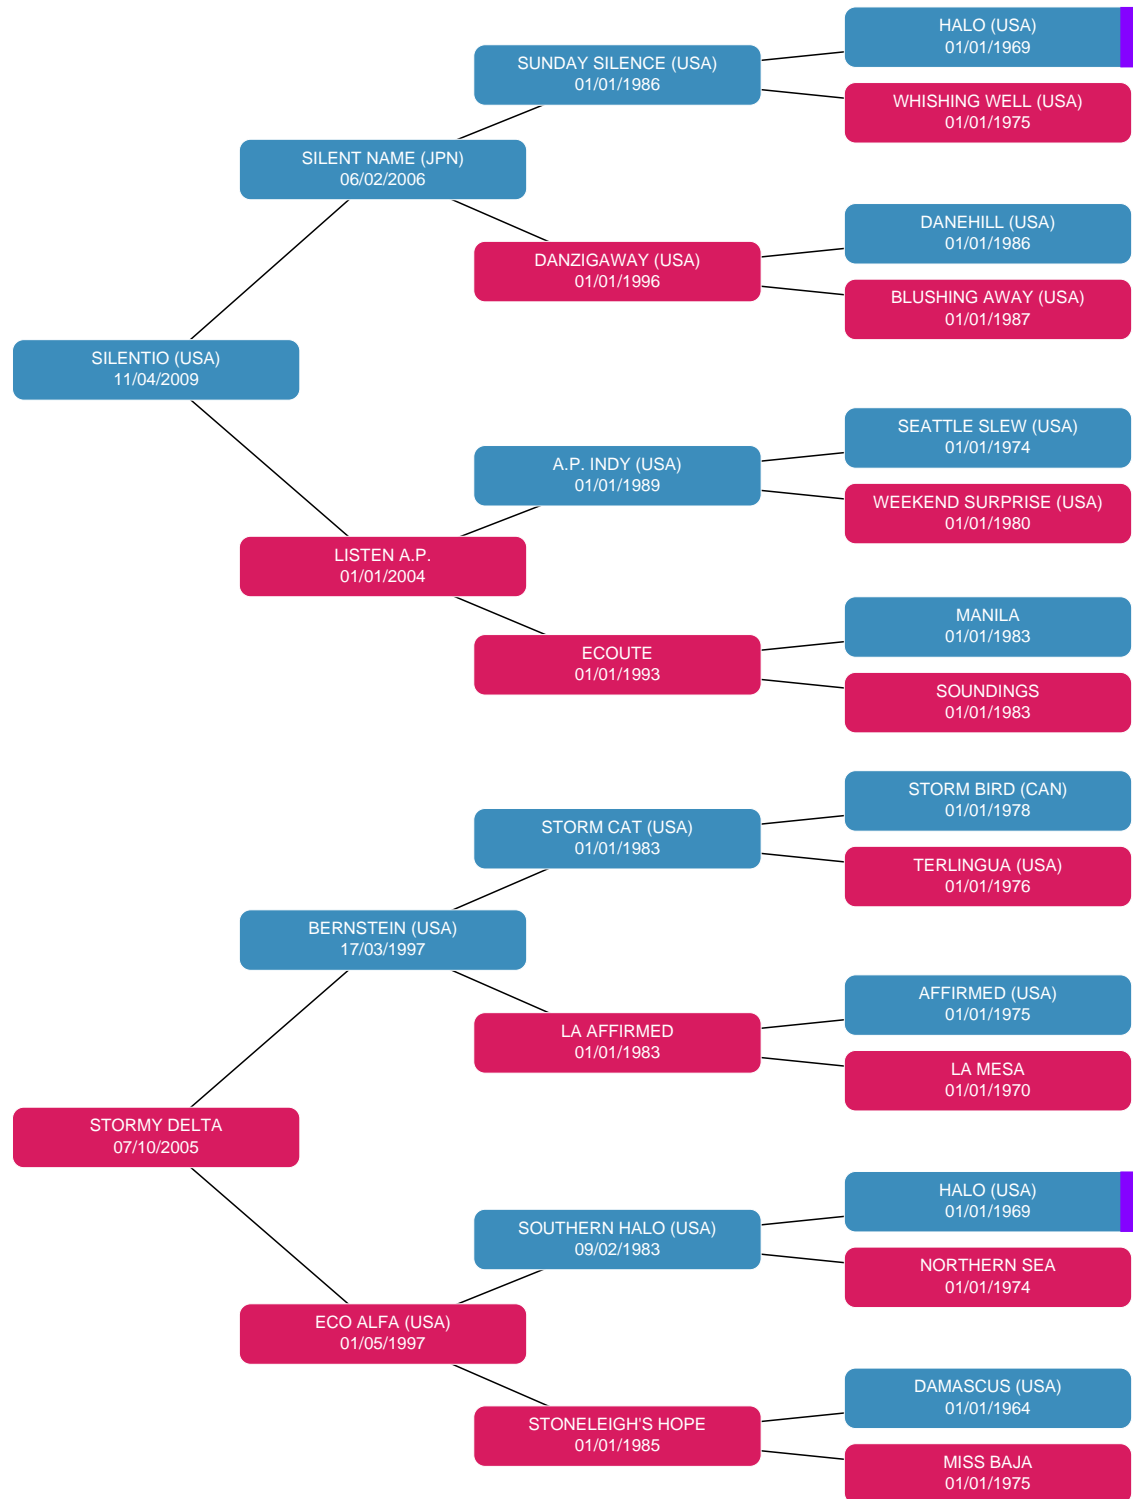 HALO (USA)
01/01/1969
SUNDAY SILENCE (USA)
01/01/1986
WHISHING WELL (USA)
01/01/1975
SILENT NAME (JPN)
06/02/2006
DANEHILL (USA)
01/01/1986
DANZIGAWAY (USA)
01/01/1996
BLUSHING AWAY (USA)
01/01/1987
SILENTIO (USA)
11/04/2009
SEATTLE SLEW (USA)
01/01/1974
A.P. INDY (USA)
01/01/1989
WEEKEND SURPRISE (USA)
01/01/1980
LISTEN A.P.
01/01/2004
MANILA
01/01/1983
ECOUTE
01/01/1993
SOUNDINGS
01/01/1983
STORM BIRD (CAN)
01/01/1978
STORM CAT (USA)
01/01/1983
TERLINGUA (USA)
01/01/1976
BERNSTEIN (USA)
17/03/1997
AFFIRMED (USA)
01/01/1975
LA AFFIRMED
01/01/1983
LA MESA
01/01/1970
STORMY DELTA
07/10/2005
HALO (USA)
01/01/1969
SOUTHERN HALO (USA)
09/02/1983
NORTHERN SEA
01/01/1974
ECO ALFA (USA)
01/05/1997
DAMASCUS (USA)
01/01/1964
STONELEIGH'S HOPE
01/01/1985
MISS BAJA
01/01/1975